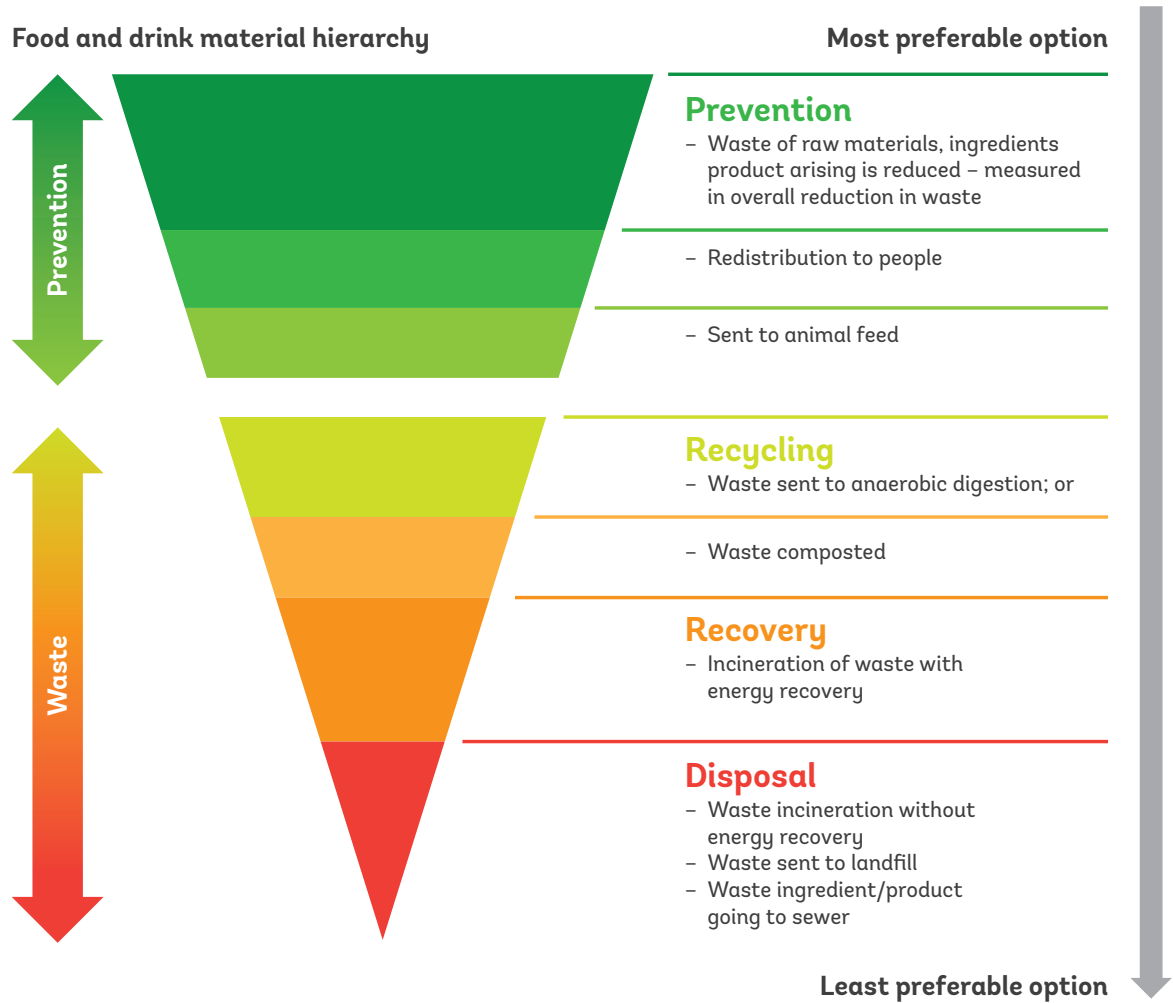 Food and drink material hierarchy
Most preferable option
Prevention
Prevention
– Waste of raw materials, ingredients
product arising is reduced – measured
in overall reduction in waste
– Redistribution to people
– Sent to animal feed
Waste
Recycling
– Waste sent to anaerobic digestion; or
– Waste composted
Recovery
– Incineration of waste with
energy recovery
Disposal
– Waste incineration without
energy recovery
– Waste sent to landfill
– Waste ingredient/product
going to sewer
Least preferable option